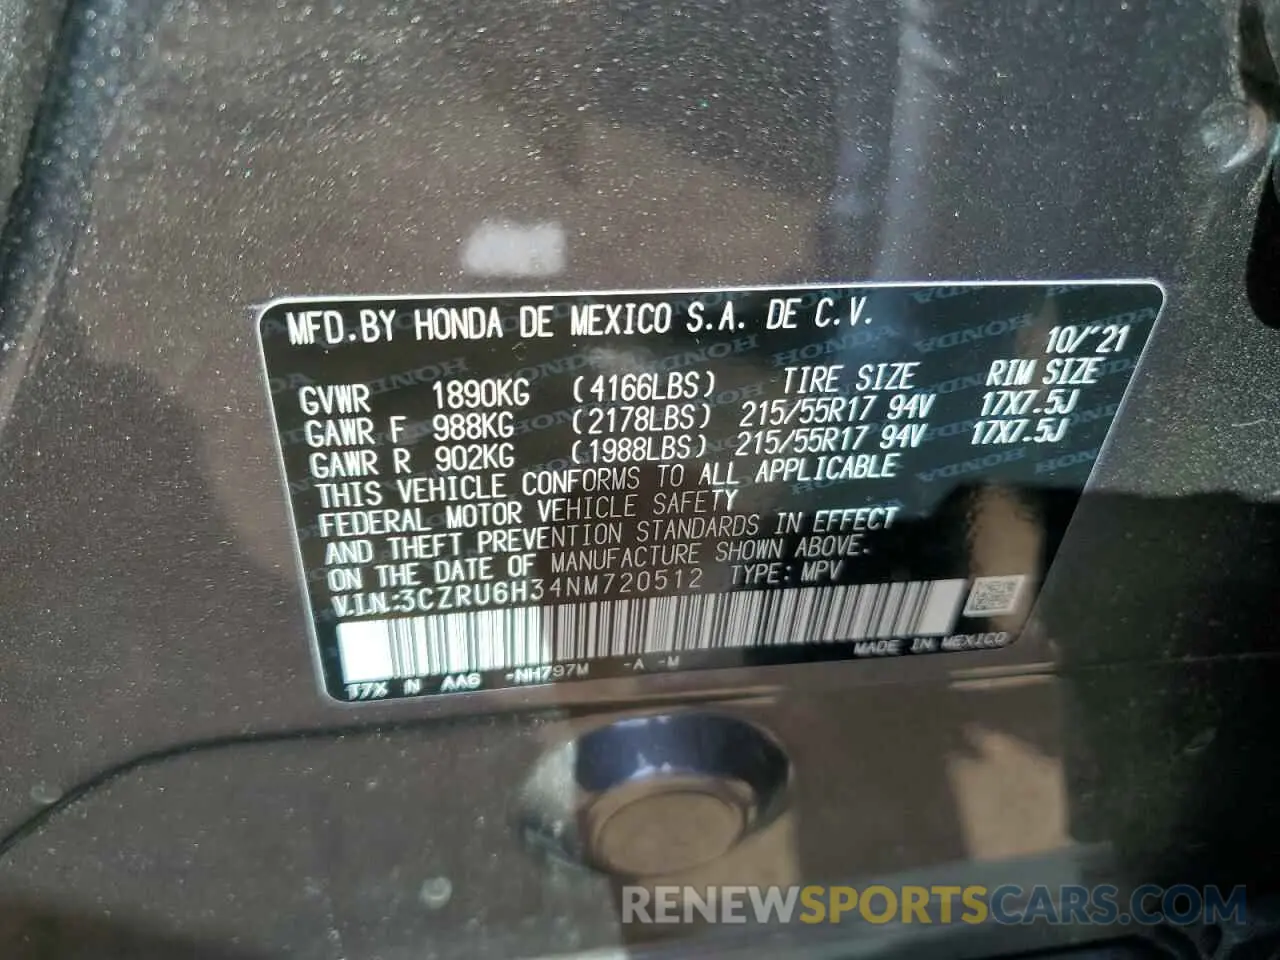 MFD.BY HONDA DE MEXICO S.A. DE C.V.
10/'21
GVWR 1890KG (4166LBS) TIRE SIZE RIM SIZE
GAWR F 988KG (2178LBS) 215/55R17 94V 17X7.5J
GAWR R 902KG (1988LBS) 215/55R17 94V 17X7.5J
THIS VEHICLE CONFORMS TO ALL APPLICABLE
FEDERAL MOTOR VEHICLE SAFETY
AND THEFT PREVENTION STANDARDS IN EFFECT
ON THE DATE OF MANUFACTURE SHOWN ABOVE.
V.I.N:3CZRU6H34NM720512 TYPE: MPV
MADE IN MEXICO
T7X N AA6 -NH797M -A -M
RENEWSPORTSCARS.COM